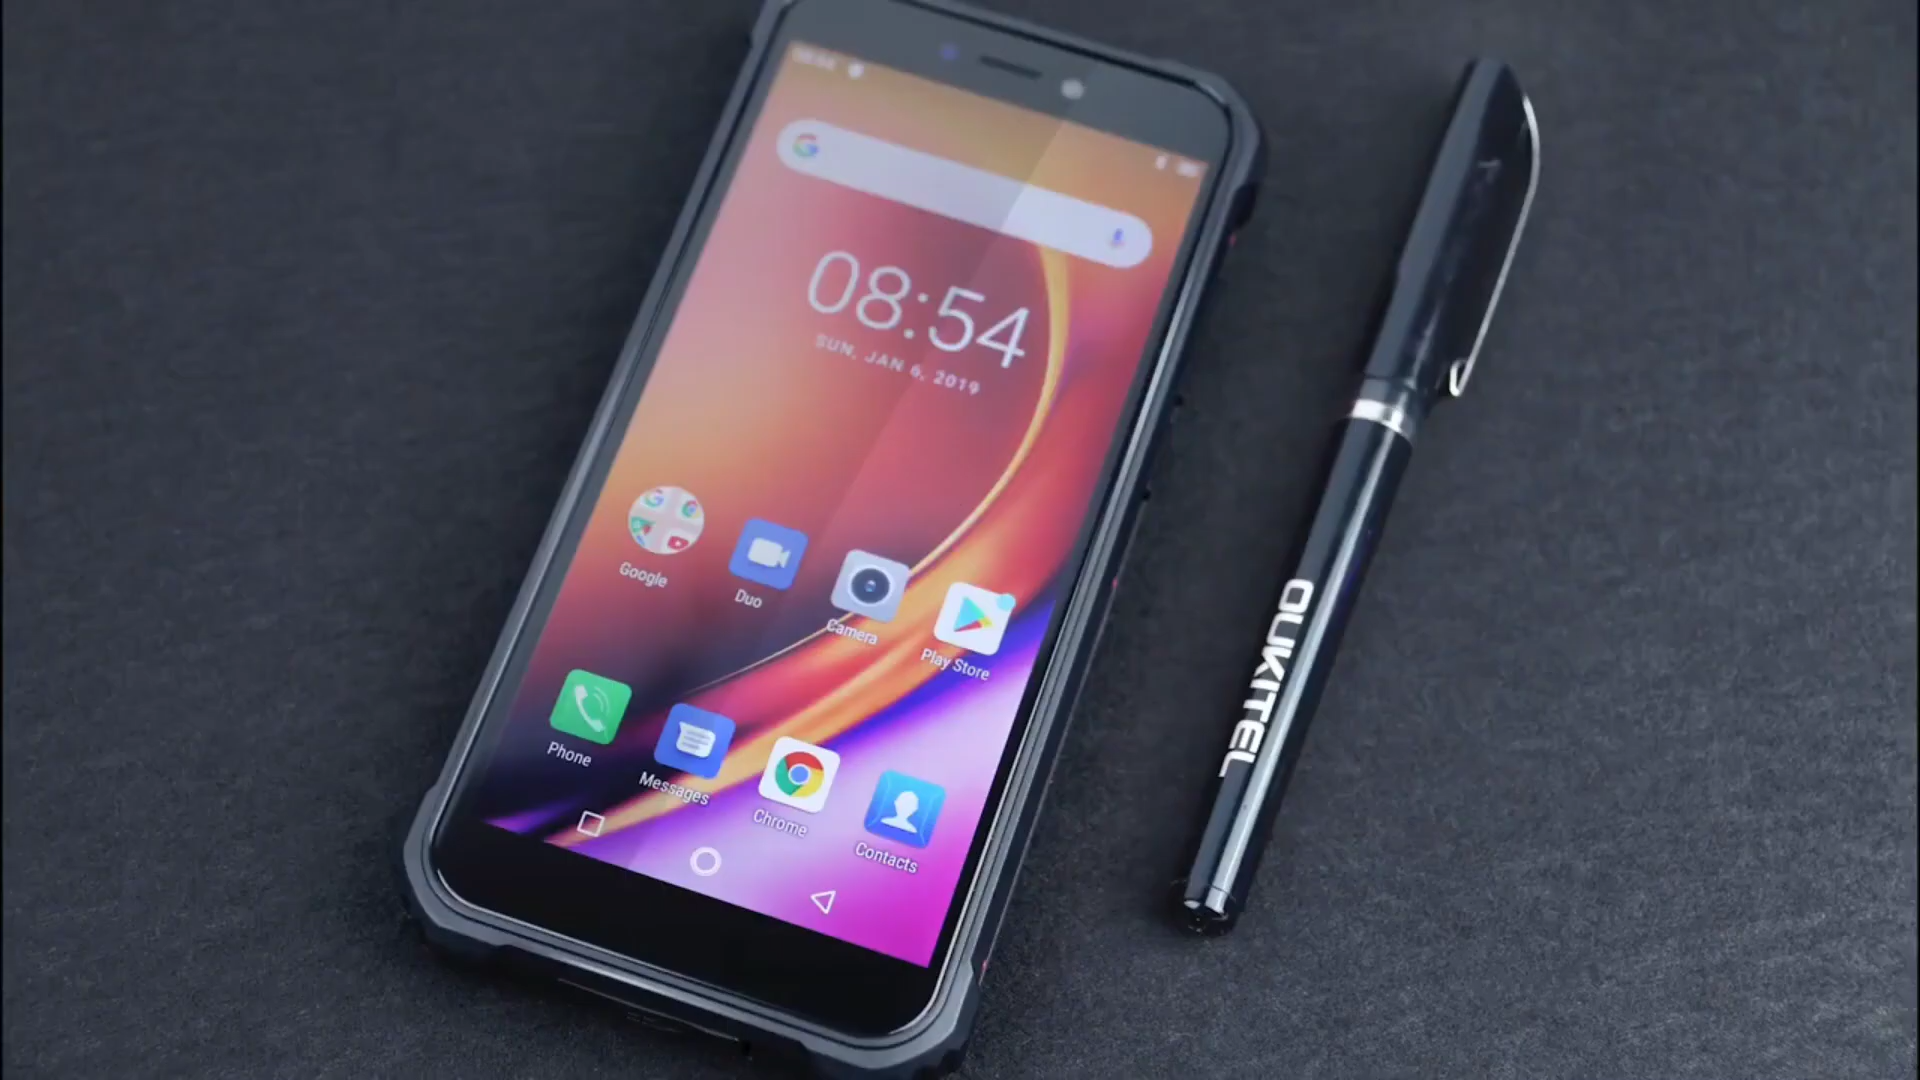 08:54
SUN, JAN 6, 2019
Google
Duo
Camera
Play Store
Phone
Messages
Chrome
Contacts
OUKITEL